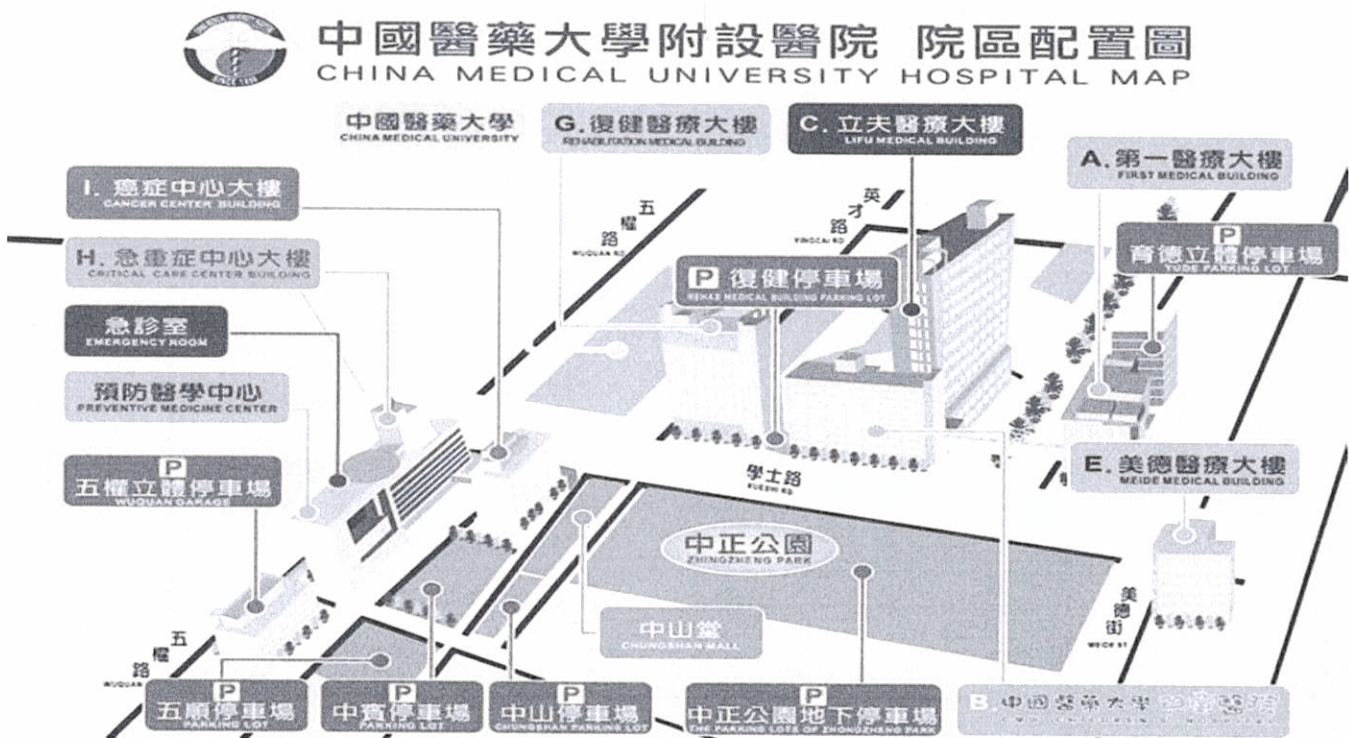 中國醫藥大學附設醫院 院區配置圖
CHINA MEDICAL UNIVERSITY HOSPITAL MAP
SINCE 1980
中國醫藥大學
CHINA MEDICAL UNIVERSITY
G.復健醫療大樓
REHABILITATION MEDICAL BUILDING
C.立夫醫療大樓
LIFU MEDICAL BUILDING
A.第一醫療大樓
FIRST MEDICAL BUILDING
I. 癌症中心大樓
CANCER CENTER BUILDING
五權路
WUQUAN RD
英才路
YINGCAI RD
P
育德立體停車場
YUDE PARKING LOT
H.急重症中心大樓
CRITICAL CARE CENTER BUILDING
P 復健停車場
REHAB MEDICAL BUILDING PARKING LOT
急診室
EMERGENCY ROOM
預防醫學中心
PREVENTIVE MEDICINE CENTER
P
五權立體停車場
WUQUAN GARAGE
學士路
XUESHI RD
E.美德醫療大樓
MEIDE MEDICAL BUILDING
中正公園
ZHINGZHENG PARK
中山堂
CHUNGSHAN MALL
美德街
MEIDE ST
五權路
WUQUAN
P
五順停車場
PARKING LOT
P
中賓停車場
PARKING LOT
P
中山停車場
CHUNGSHAN PARKING LOT
P
中正公園地下停車場
THE PARKING LOTS OF ZHONGZHENG PARK
B.中國醫藥大學